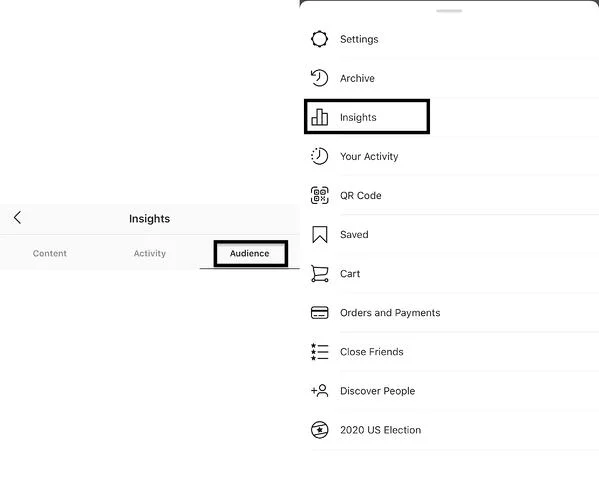 Insights
Content Activity Audience
Settings
Archive
Insights
Your Activity
QR Code
Saved
Cart
Orders and Payments
Close Friends
Discover People
2020 US Election